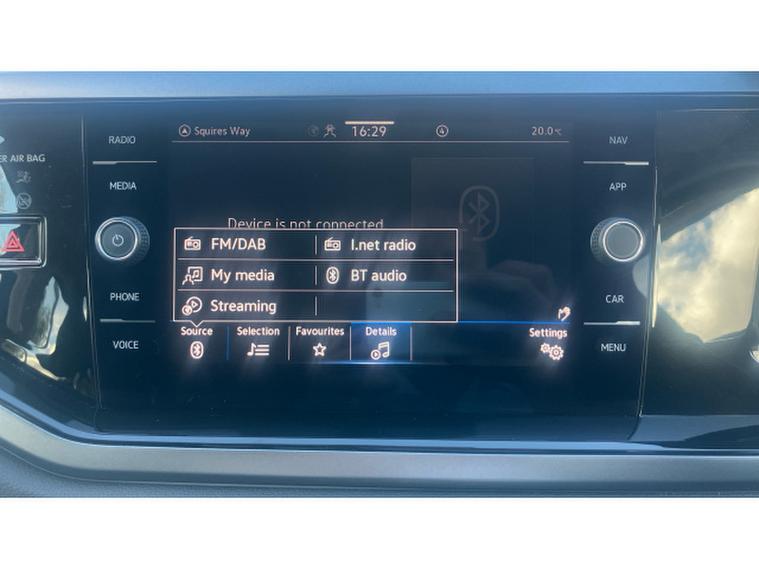 RADIO
Squires Way
16:29
4
20.0°C
NAV
ER AIR BAG
MEDIA
APP
Device is not connected
FM/DAB
I.net radio
My media
BT audio
Streaming
PHONE
CAR
Source
Selection
Favourites
Details
Settings
VOICE
MENU